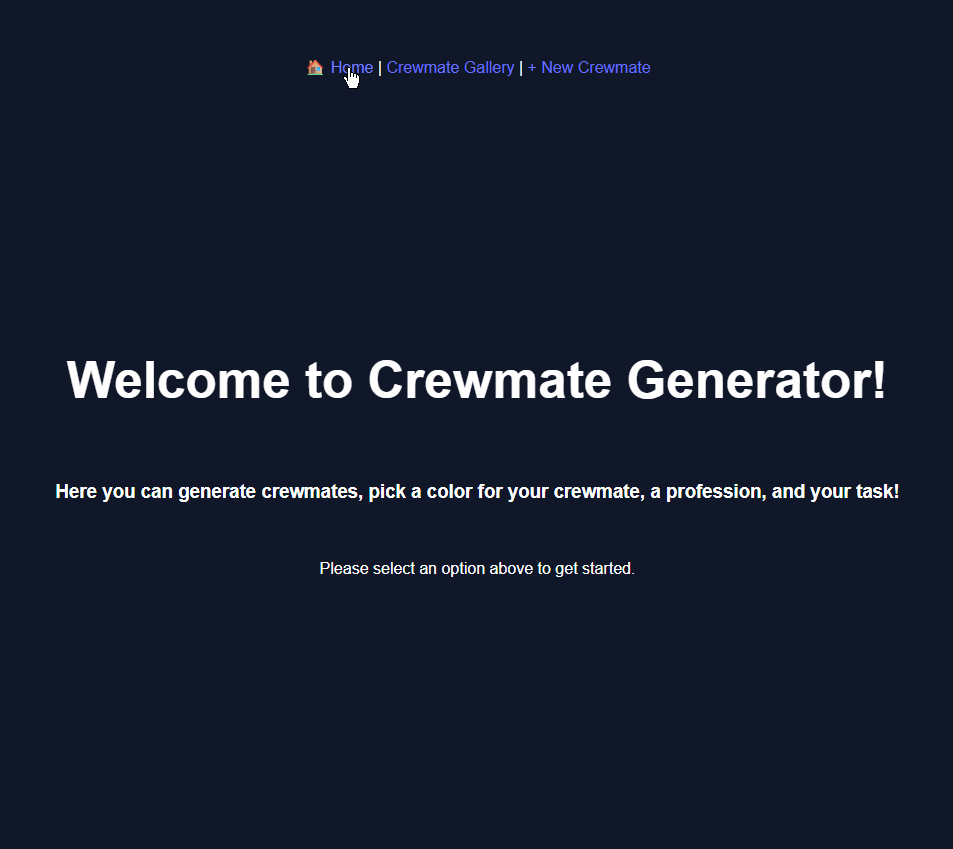 🏠 Home | Crewmate Gallery | + New Crewmate
Welcome to Crewmate Generator!
Here you can generate crewmates, pick a color for your crewmate, a profession, and your task!
Please select an option above to get started.